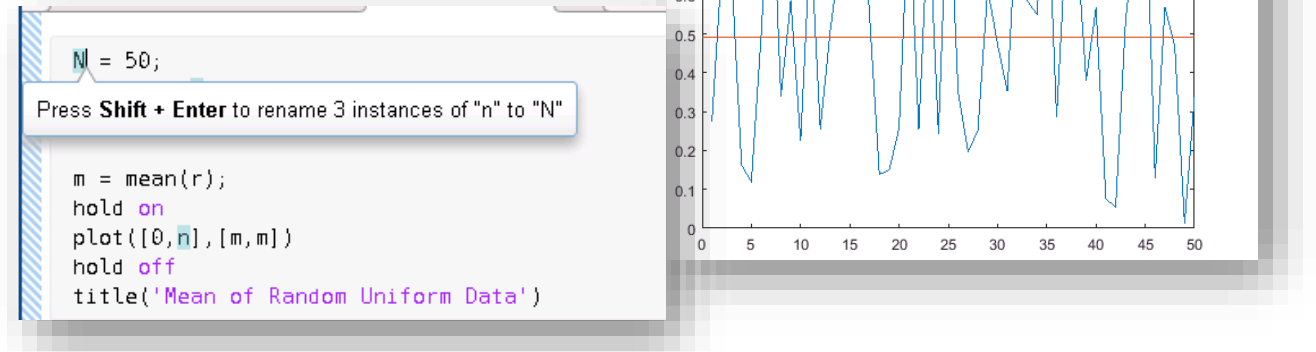 N = 50;
Press Shift + Enter to rename 3 instances of "n" to "N"
m = mean(r);
hold on
plot([0,n],[m,m])
hold off
title('Mean of Random Uniform Data')
0.5
0.4
0.3
0.2
0.1
0
0 5 10 15 20 25 30 35 40 45 50